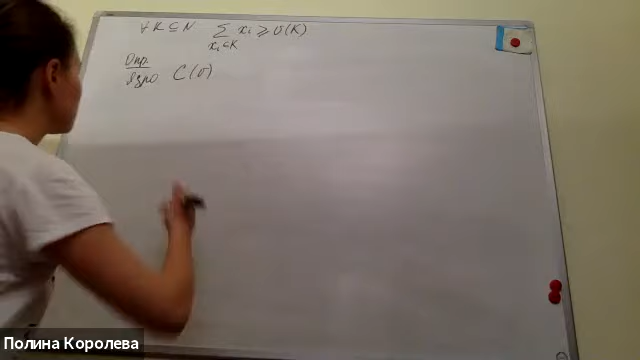 ∀K ⊆ N ∑ xᵢ ≥ υ(K)
xᵢ ∈ K
Опр.
Ядро C(υ)
Полина Королева